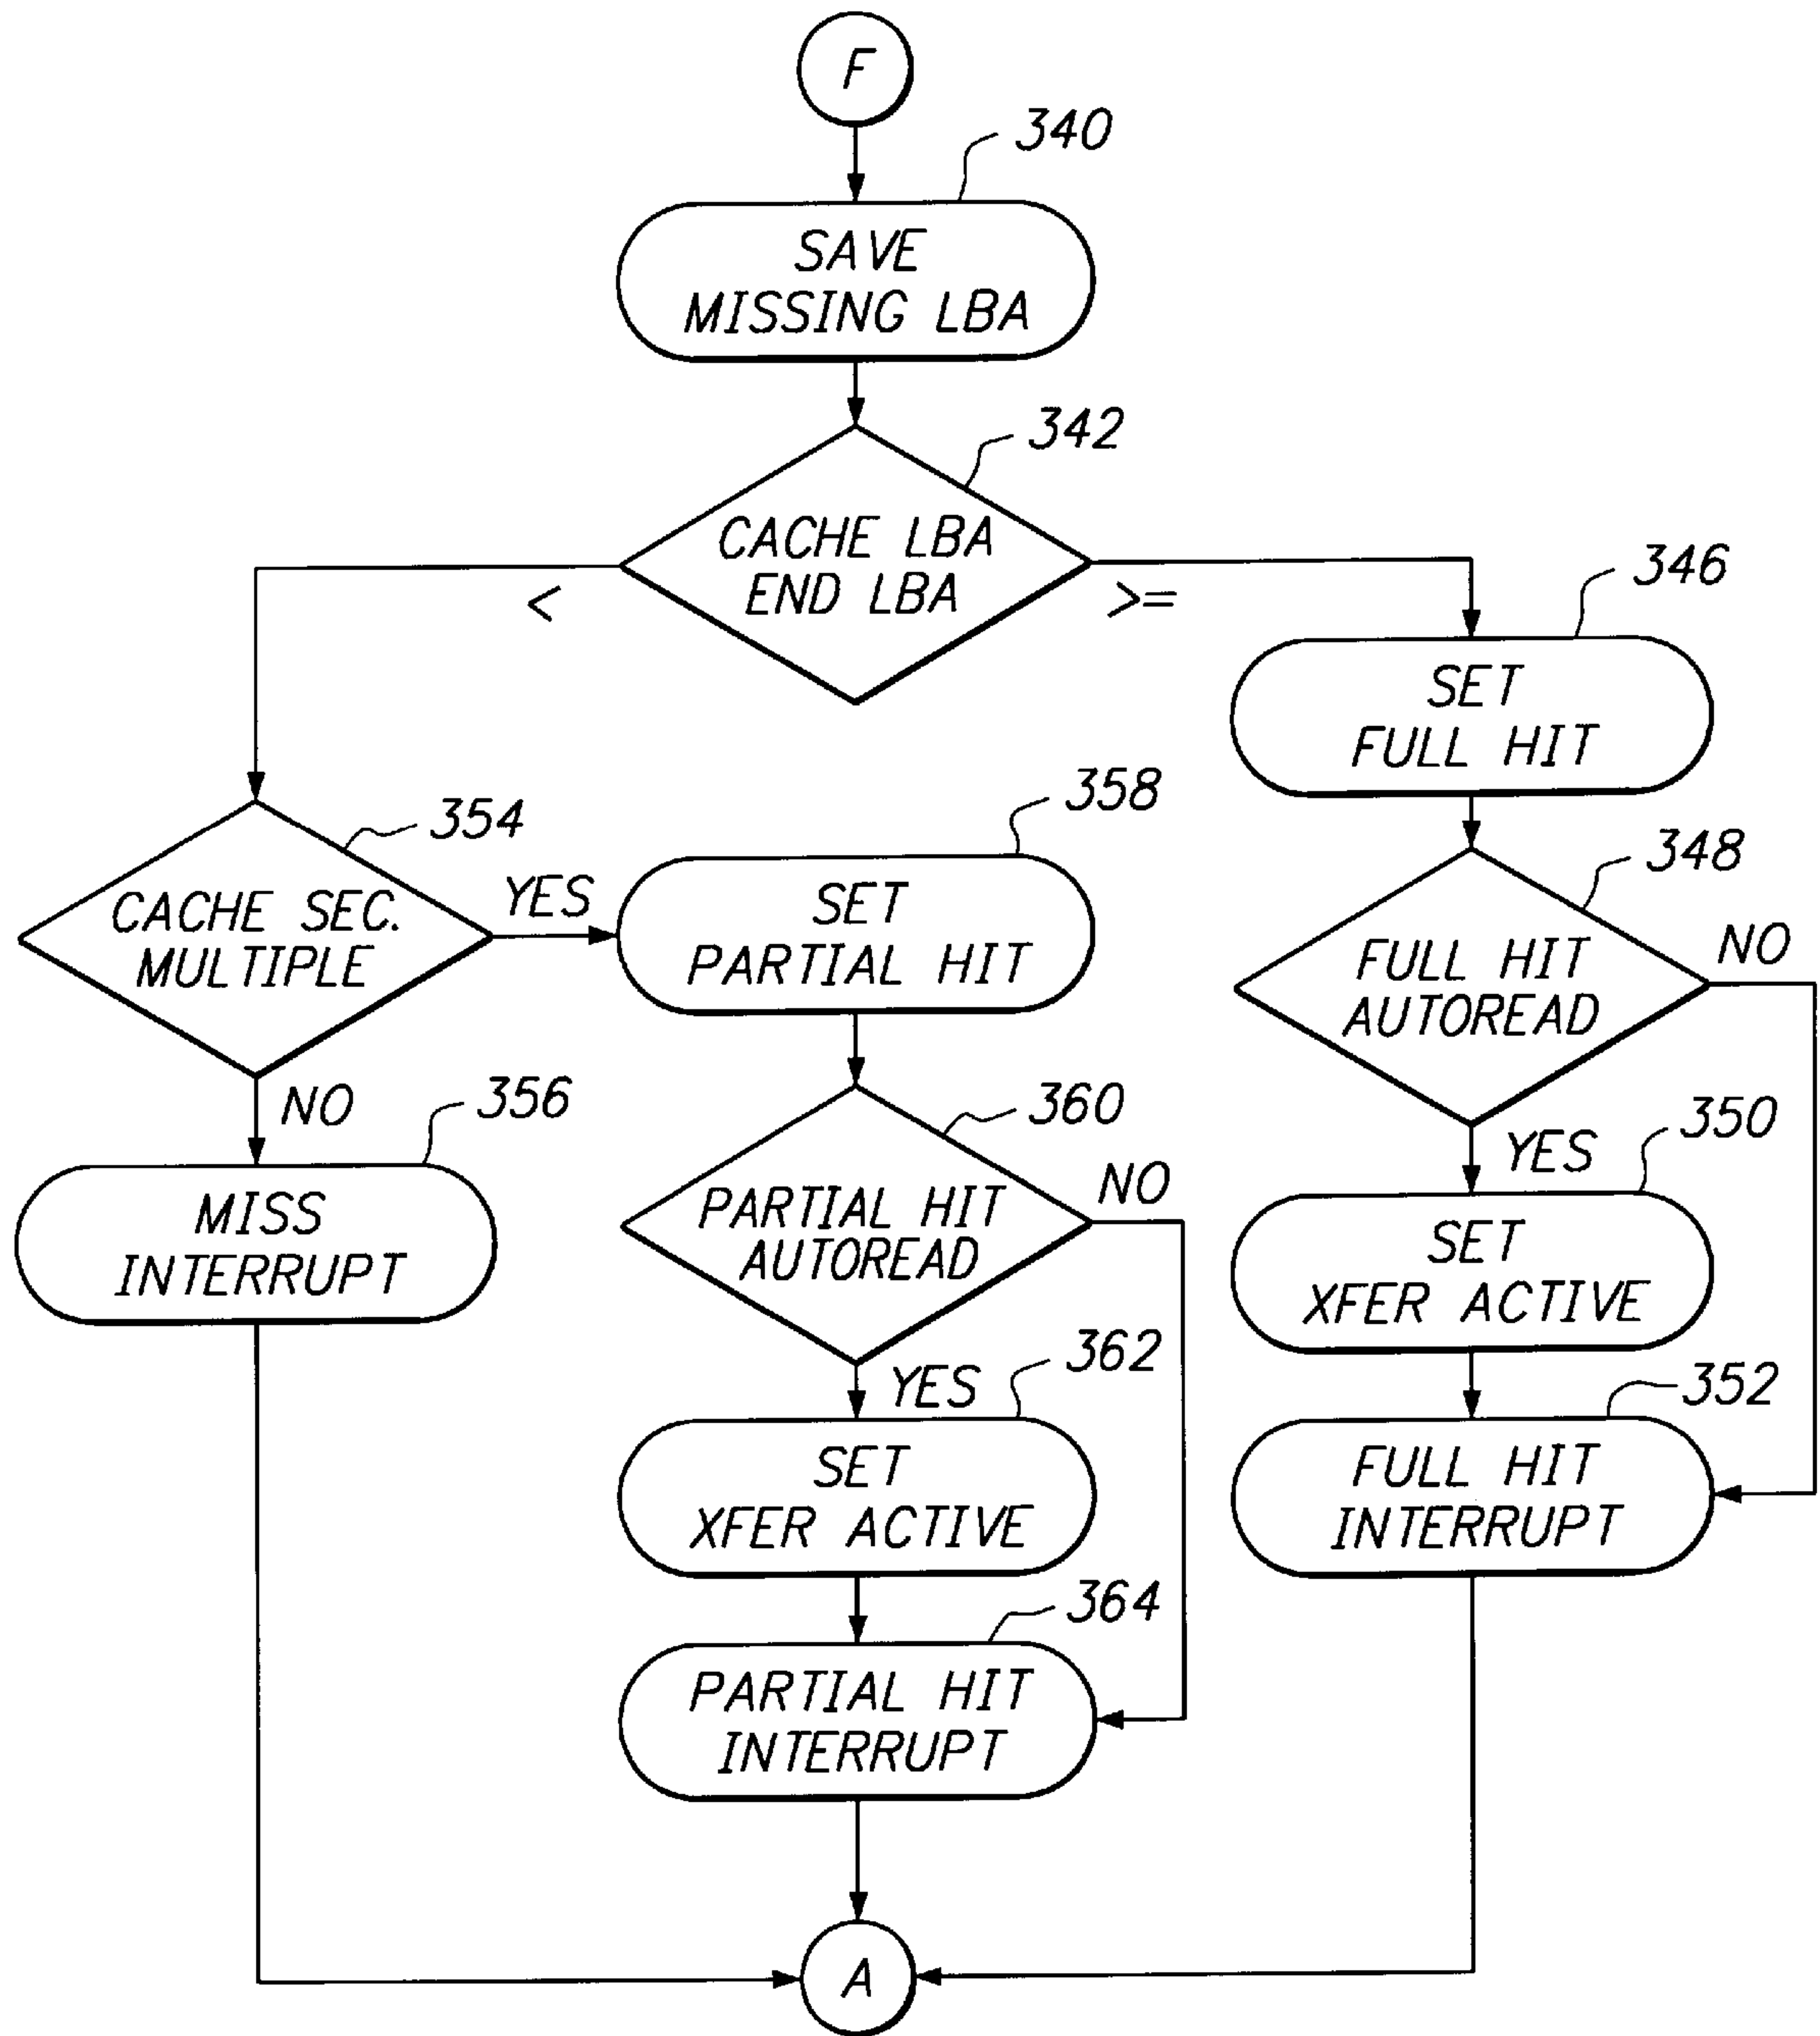 F
340
SAVE
MISSING LBA
342
CACHE LBA
END LBA
<
>=
346
SET
FULL HIT
354
CACHE SEC.
MULTIPLE
YES
358
SET
PARTIAL HIT
348
FULL HIT
AUTOREAD
NO
NO
356
MISS
INTERRUPT
360
PARTIAL HIT
AUTOREAD
NO
YES
350
SET
XFER ACTIVE
YES
362
SET
XFER ACTIVE
352
FULL HIT
INTERRUPT
364
PARTIAL HIT
INTERRUPT
A